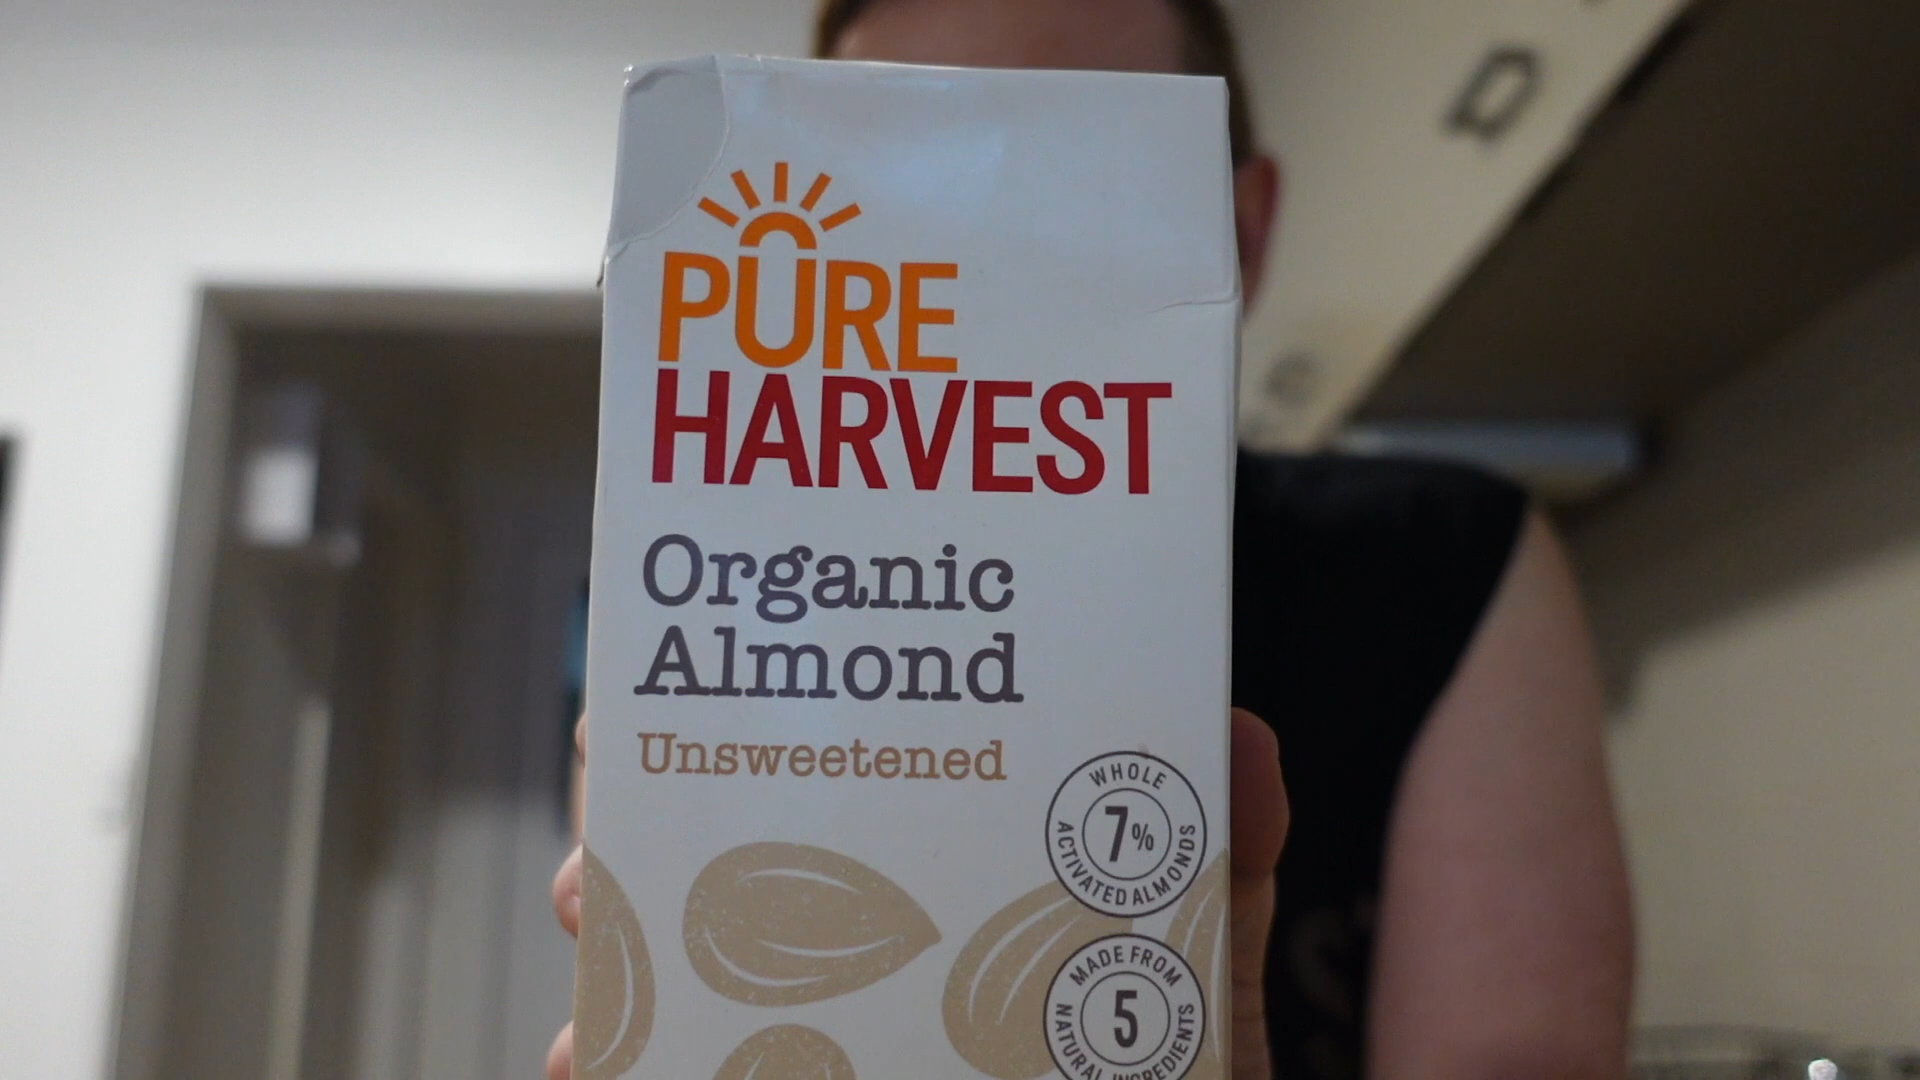 PURE
HARVEST
Organic
Almond
Unsweetened
WHOLE
7%
ACTIVATED ALMONDS
MADE FROM
5
NATURAL INGREDIENTS